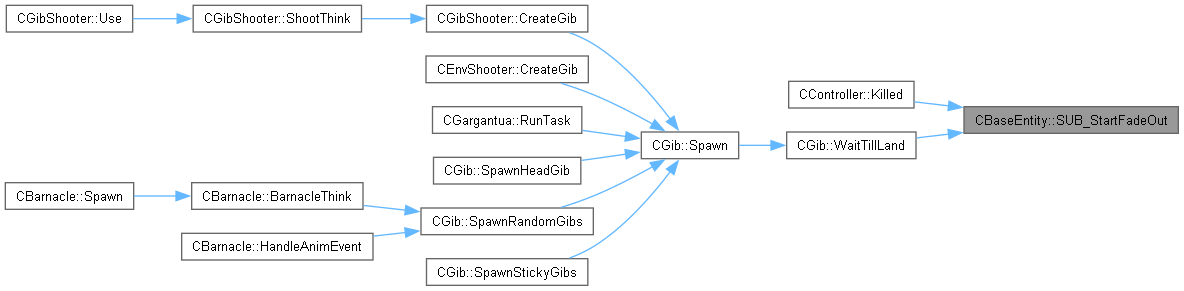 CGibShooter::Use
CGibShooter::ShootThink
CGibShooter::CreateGib
CEnvShooter::CreateGib
CController::Killed
CBaseEntity::SUB_StartFadeOut
CGargantua::RunTask
CGib::Spawn
CGib::WaitTillLand
CGib::SpawnHeadGib
CBarnacle::Spawn
CBarnacle::BarnacleThink
CGib::SpawnRandomGibs
CBarnacle::HandleAnimEvent
CGib::SpawnStickyGibs